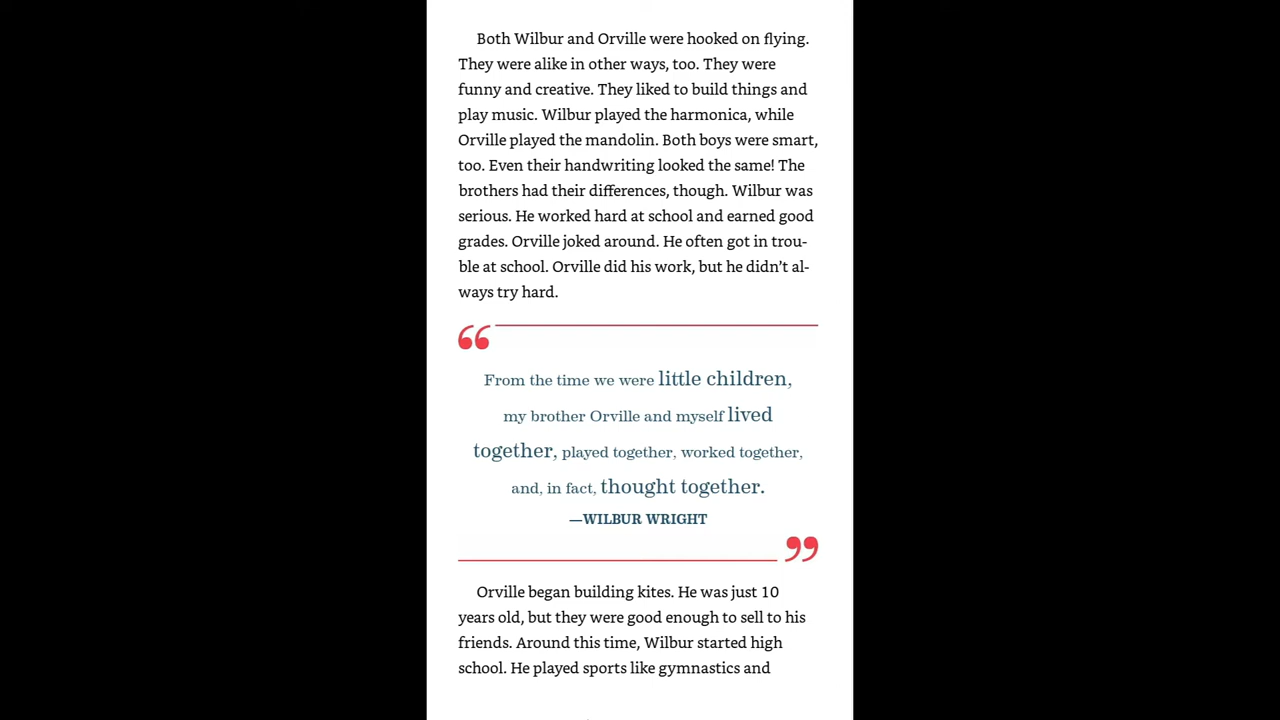 Both Wilbur and Orville were hooked on flying.
They were alike in other ways, too. They were
funny and creative. They liked to build things and
play music. Wilbur played the harmonica, while
Orville played the mandolin. Both boys were smart,
too. Even their handwriting looked the same! The
brothers had their differences, though. Wilbur was
serious. He worked hard at school and earned good
grades. Orville joked around. He often got in trou-
ble at school. Orville did his work, but he didn’t al-
ways try hard.
“
From the time we were little children,
my brother Orville and myself lived
together, played together, worked together,
and, in fact, thought together.
—WILBUR WRIGHT
”
Orville began building kites. He was just 10
years old, but they were good enough to sell to his
friends. Around this time, Wilbur started high
school. He played sports like gymnastics and